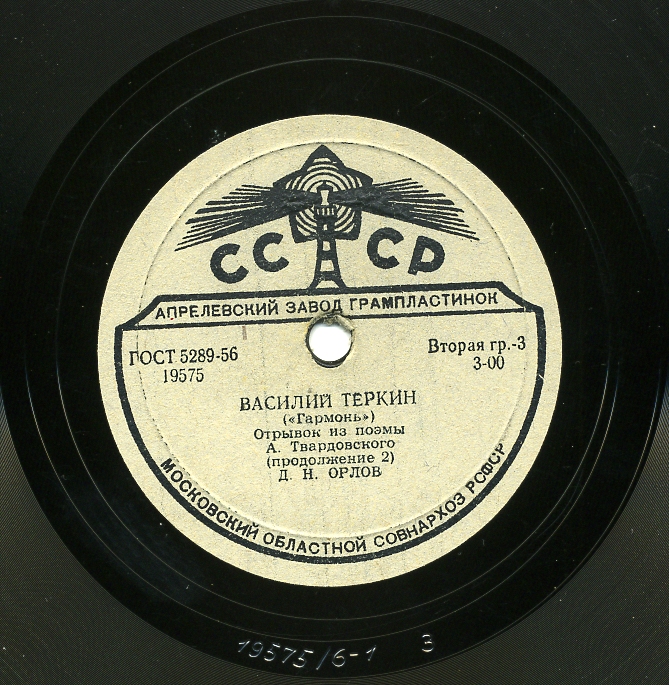 СССР
АПРЕЛЕВСКИЙ ЗАВОД ГРАМПЛАСТИНОК
ГОСТ 5289-56
19575
Вторая гр.-3
3-00
ВАСИЛИЙ ТЕРКИН
(«Гармонь»)
Отрывок из поэмы
А. Твардовского
(продолжение 2)
Д. Н. ОРЛОВ
МОСКОВСКИЙ ОБЛАСТНОЙ СОВНАРХОЗ РСФСР
19575/6-1 3